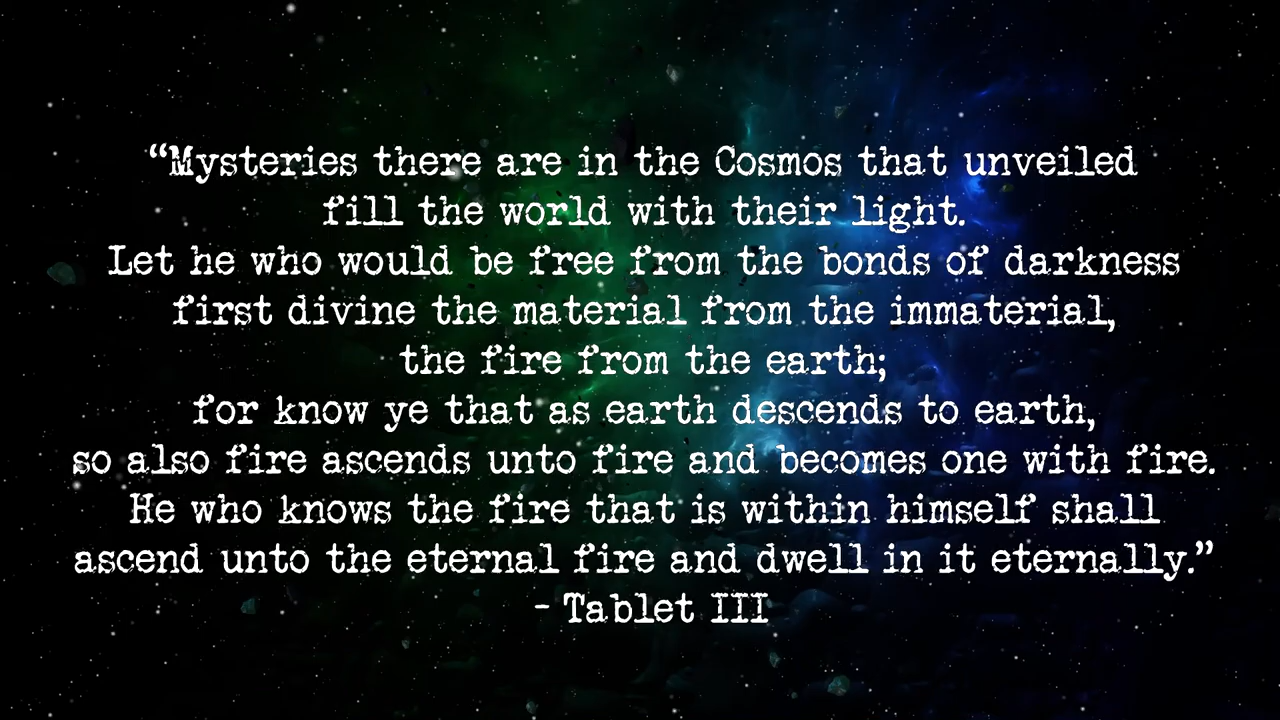 “Mysteries there are in the Cosmos that unveiled
fill the world with their light.
Let he who would be free from the bonds of darkness
first divine the material from the immaterial,
the fire from the earth;
for know ye that as earth descends to earth,
so also fire ascends unto fire and becomes one with fire.
He who knows the fire that is within himself shall
ascend unto the eternal fire and dwell in it eternally.”
- Tablet III